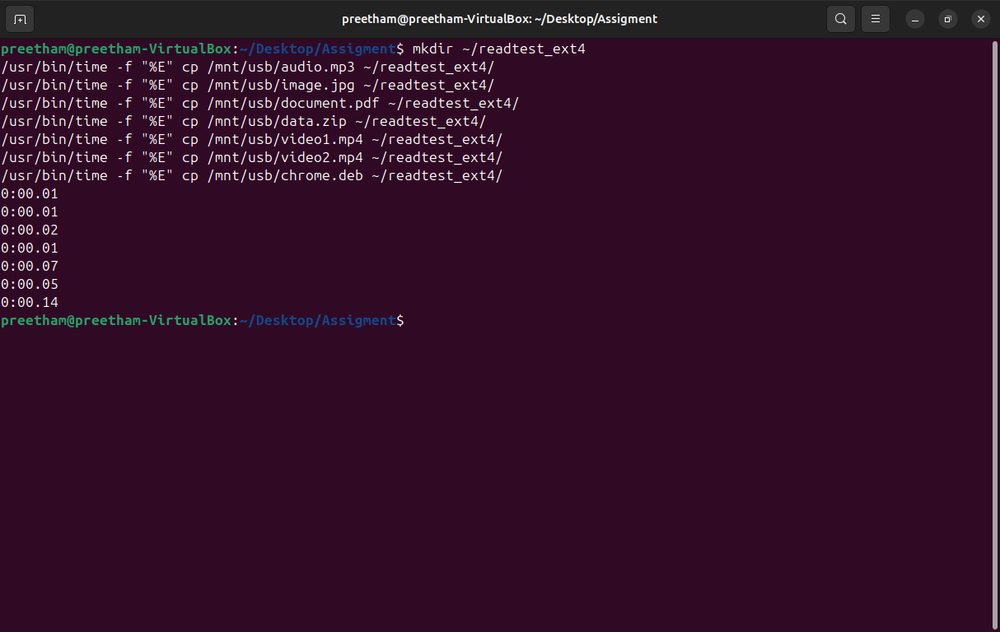 preetham@preetham-VirtualBox: ~/Desktop/Assigment
preetham@preetham-VirtualBox:~/Desktop/Assigment$ mkdir ~/readtest_ext4
/usr/bin/time -f "%E" cp /mnt/usb/audio.mp3 ~/readtest_ext4/
/usr/bin/time -f "%E" cp /mnt/usb/image.jpg ~/readtest_ext4/
/usr/bin/time -f "%E" cp /mnt/usb/document.pdf ~/readtest_ext4/
/usr/bin/time -f "%E" cp /mnt/usb/data.zip ~/readtest_ext4/
/usr/bin/time -f "%E" cp /mnt/usb/video1.mp4 ~/readtest_ext4/
/usr/bin/time -f "%E" cp /mnt/usb/video2.mp4 ~/readtest_ext4/
/usr/bin/time -f "%E" cp /mnt/usb/chrome.deb ~/readtest_ext4/
0:00.01
0:00.01
0:00.02
0:00.01
0:00.07
0:00.05
0:00.14
preetham@preetham-VirtualBox:~/Desktop/Assigment$